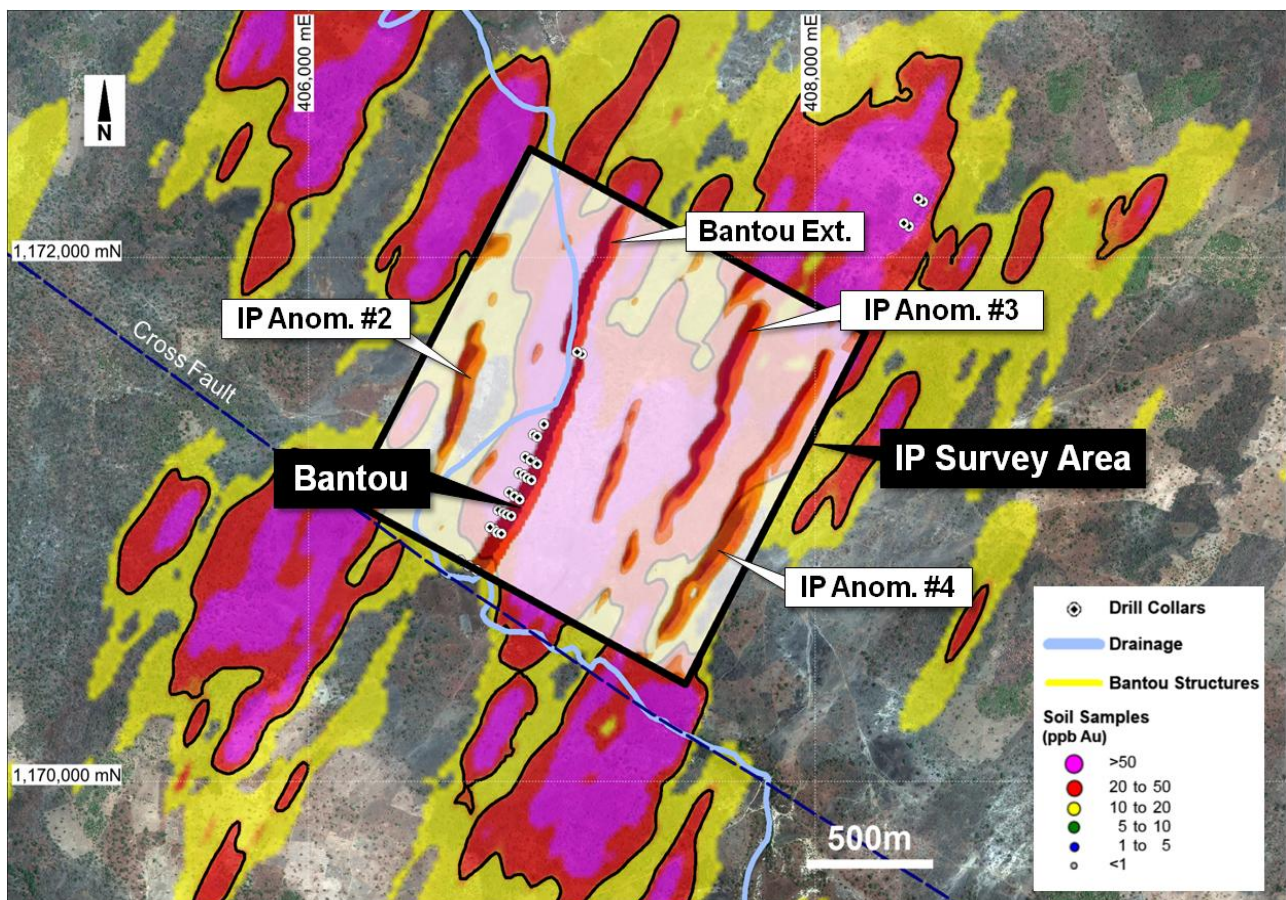 406,000 mE
408,000 mE
N
Bantou Ext.
1,172,000 mN
IP Anom. #2
IP Anom. #3
Cross Fault
IP Survey Area
Bantou
IP Anom. #4
1,170,000 mN
500m
Drill Collars
Drainage
Bantou Structures
Soil Samples
(ppb Au)
>50
20 to 50
10 to 20
5 to 10
1 to 5
<1